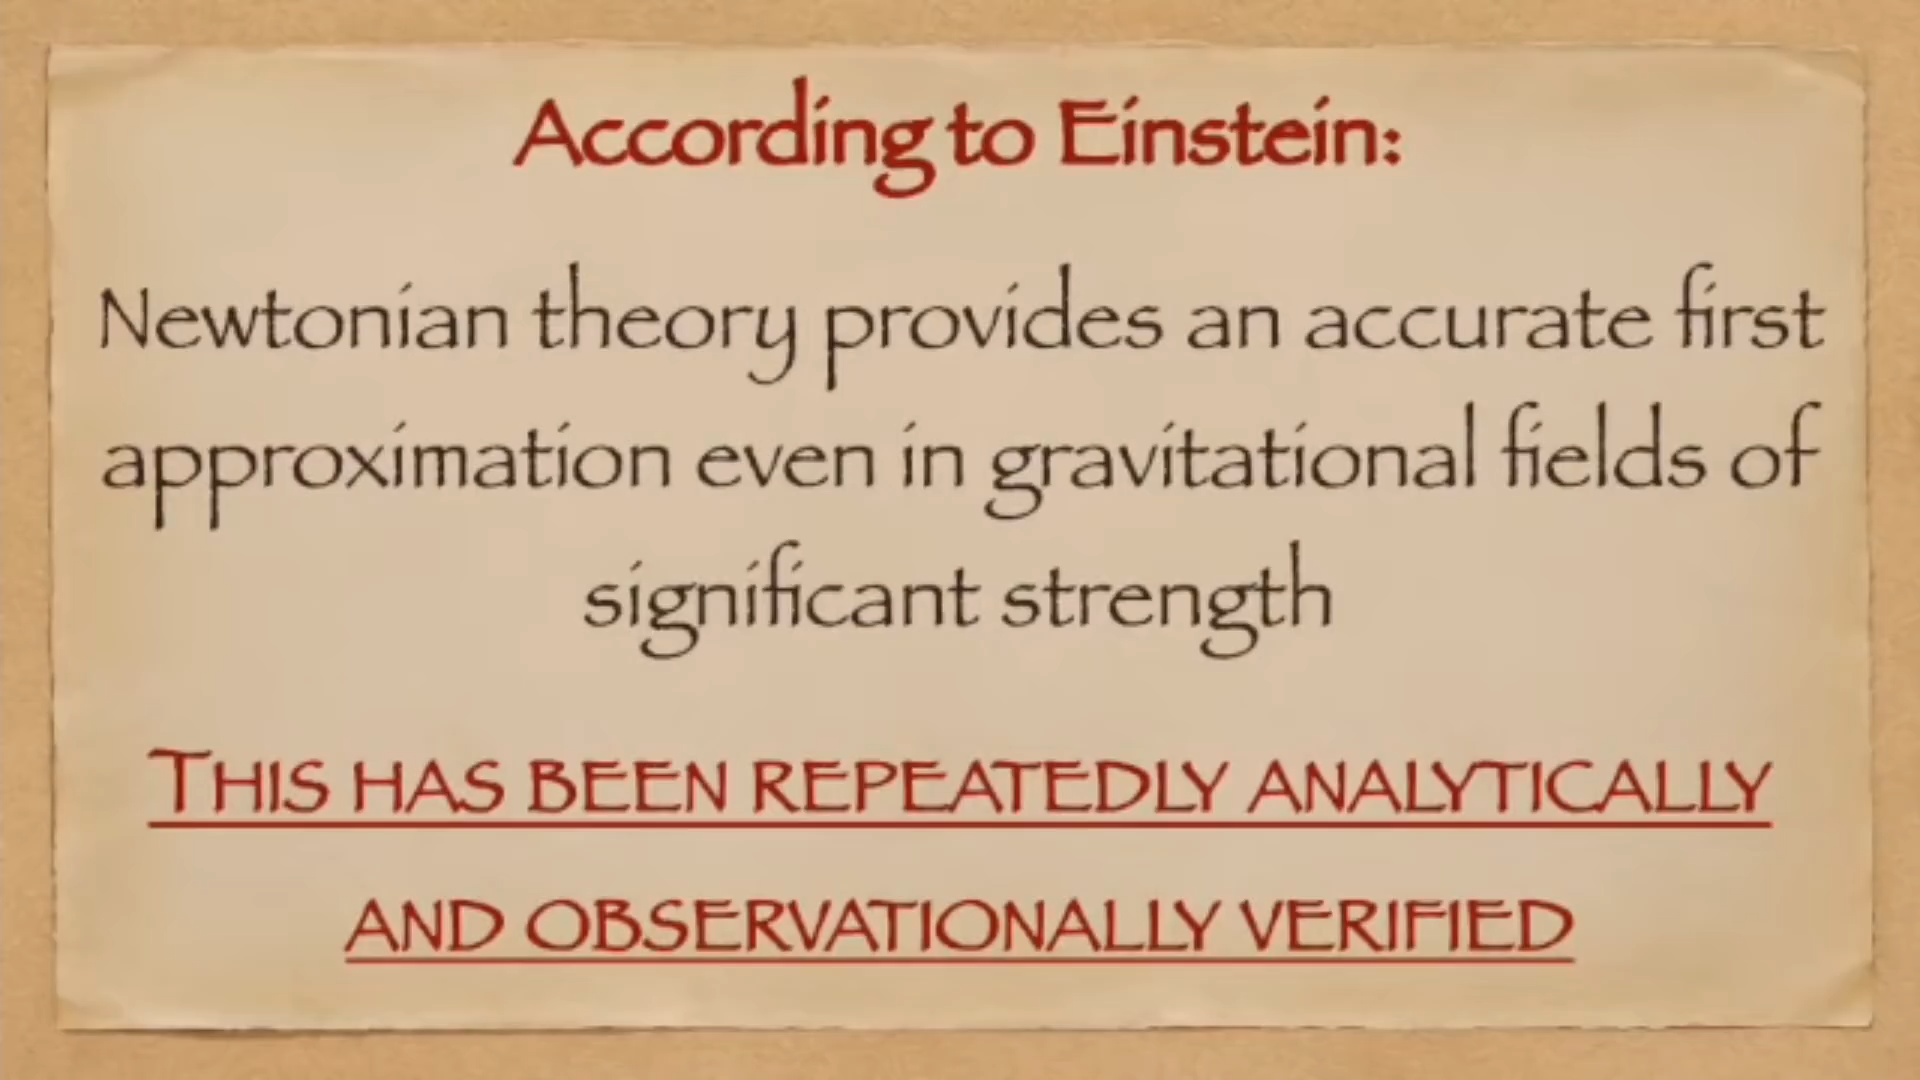 According to Einstein:
Newtonian theory provides an accurate first
approximation even in gravitational fields of
significant strength
THIS HAS BEEN REPEATEDLY ANALYTICALLY
AND OBSERVATIONALLY VERIFIED